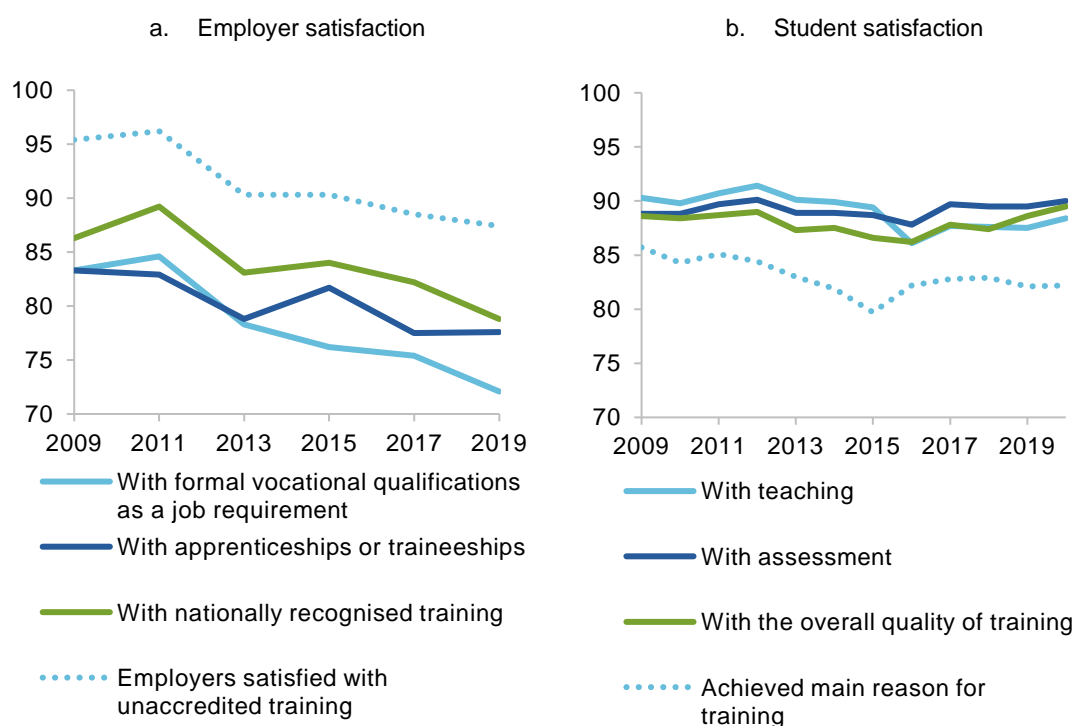 a. Employer satisfaction
100
95
90
85
80
75
70
2009 2011 2013 2015 2017 2019
With formal vocational qualifications
as a job requirement
With apprenticeships or traineeships
With nationally recognised training
Employers satisfied with
unaccredited training
b. Student satisfaction
100
95
90
85
80
75
70
2009 2011 2013 2015 2017 2019
With teaching
With assessment
With the overall quality of training
Achieved main reason for
training